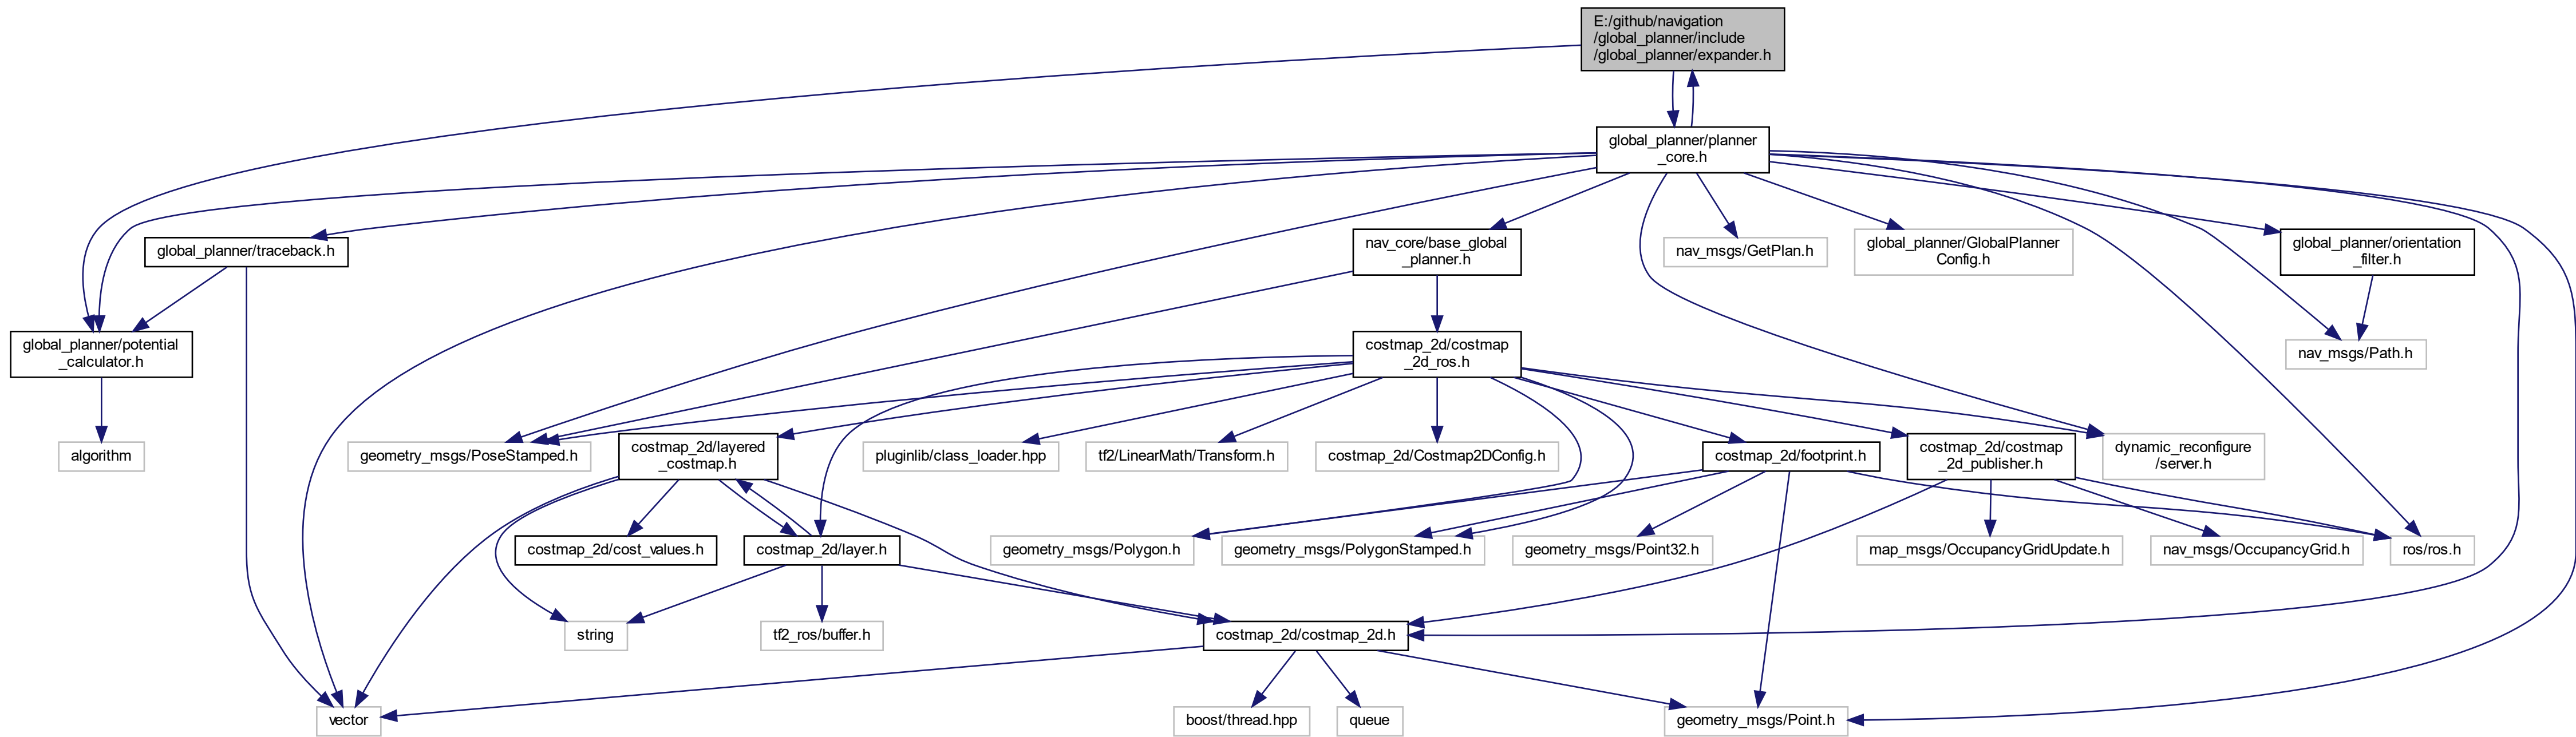 E:/github/navigation
/global_planner/include
/global_planner/expander.h
global_planner/planner
_core.h
global_planner/traceback.h
nav_core/base_global
_planner.h
nav_msgs/GetPlan.h
global_planner/GlobalPlanner
Config.h
global_planner/orientation
_filter.h
global_planner/potential
_calculator.h
costmap_2d/costmap
_2d_ros.h
nav_msgs/Path.h
algorithm
geometry_msgs/PoseStamped.h
costmap_2d/layered
_costmap.h
pluginlib/class_loader.hpp
tf2/LinearMath/Transform.h
costmap_2d/Costmap2DConfig.h
costmap_2d/footprint.h
costmap_2d/costmap
_2d_publisher.h
dynamic_reconfigure
/server.h
costmap_2d/cost_values.h
costmap_2d/layer.h
geometry_msgs/Polygon.h
geometry_msgs/PolygonStamped.h
geometry_msgs/Point32.h
map_msgs/OccupancyGridUpdate.h
nav_msgs/OccupancyGrid.h
ros/ros.h
string
tf2_ros/buffer.h
costmap_2d/costmap_2d.h
vector
boost/thread.hpp
queue
geometry_msgs/Point.h